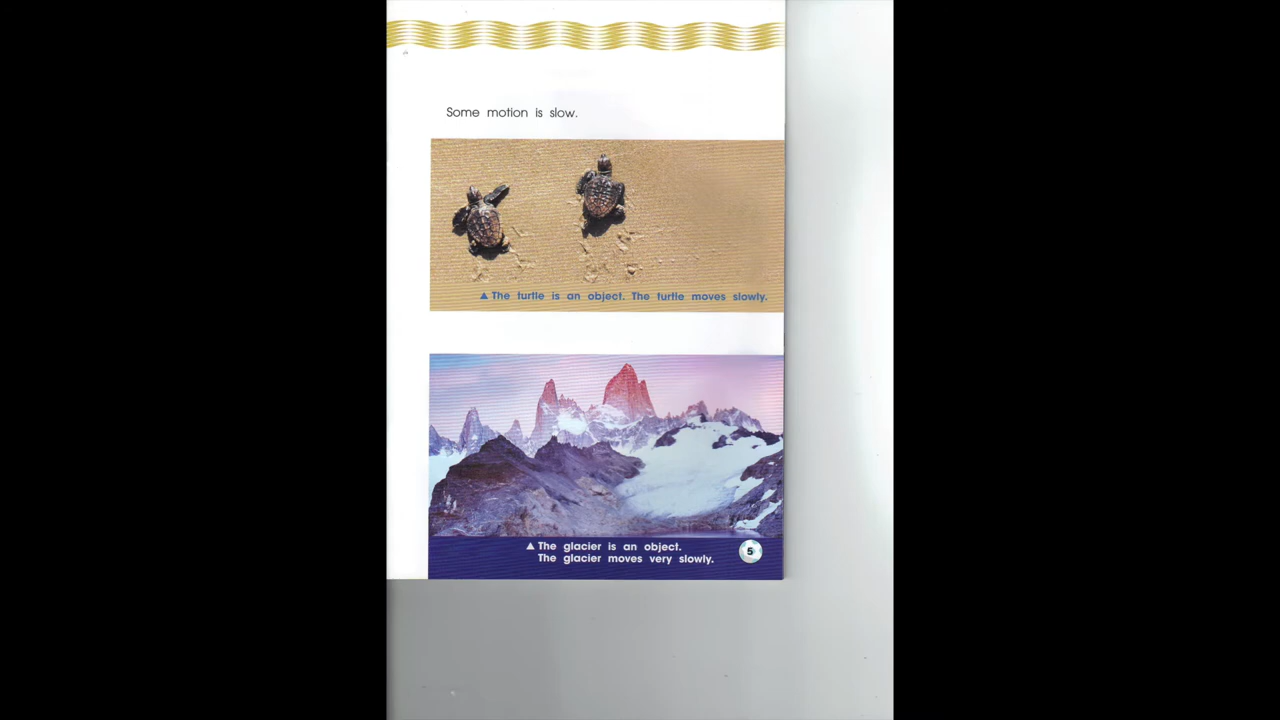 Some motion is slow.
▲ The turtle is an object. The turtle moves slowly.
▲ The glacier is an object.
The glacier moves very slowly.
5